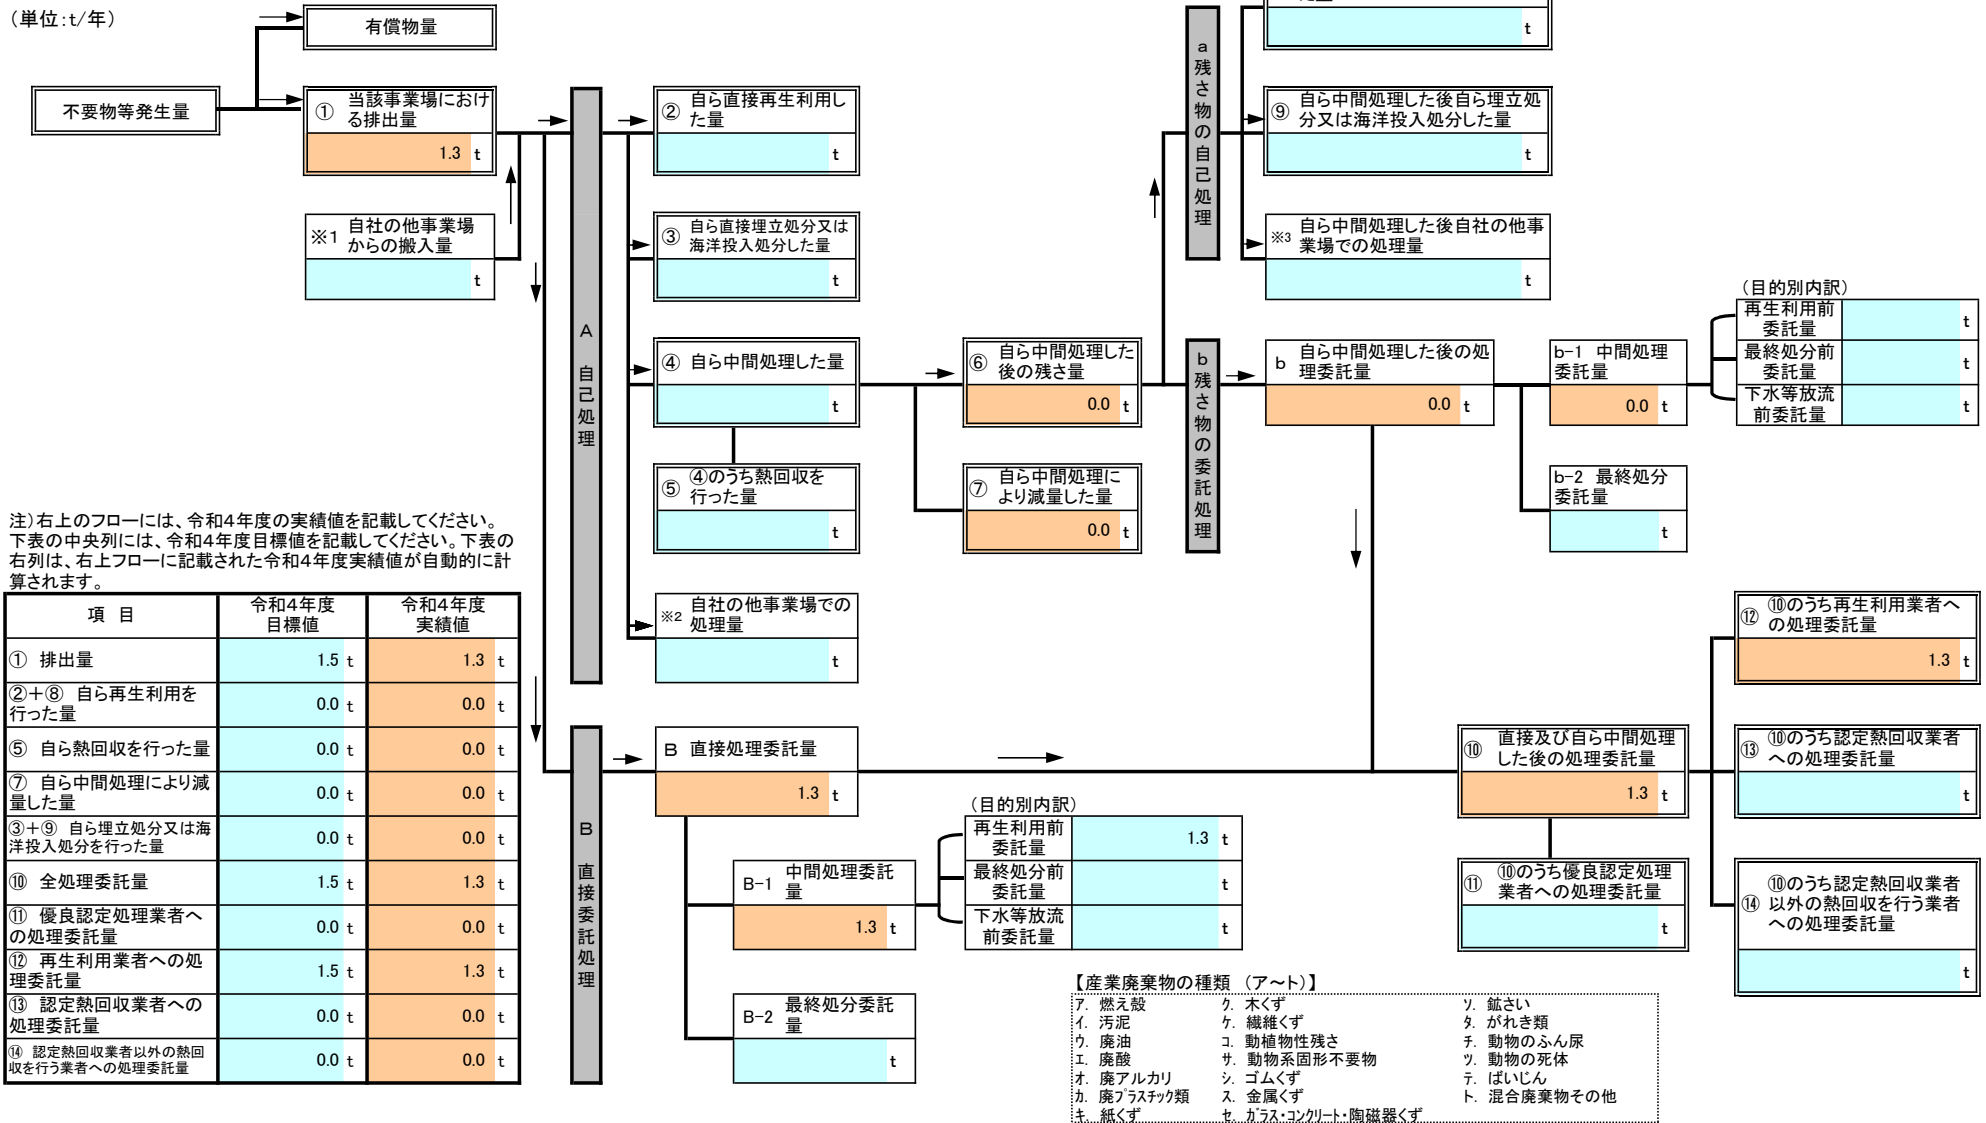 （単位：t/年）
有償物量
不要物等発生量
① 当該事業場におけ
る排出量
1.3 t
※1 自社の他事業場
からの搬入量
t
A 自己処理
② 自ら直接再生利用し
た量
t
③ 自ら直接埋立処分又は
海洋投入処分した量
t
④ 自ら中間処理した量
t
⑤ ④のうち熱回収を
行った量
t
※2 自社の他事業場での
処理量
t
⑥ 自ら中間処理した
後の残さ量
0.0 t
⑦ 自ら中間処理に
より減量した量
0.0 t
a 残さ物の自己処理
t
⑨ 自ら中間処理した後自ら埋立処
分又は海洋投入処分した量
t
※3 自ら中間処理した後自社の他事
業場での処理量
t
b 残さ物の委託処理
b 自ら中間処理した後の処
理委託量
0.0 t
b-1 中間処理
委託量
0.0 t
b-2 最終処分
委託量
t
（目的別内訳）
再生利用前
委託量
t
最終処分前
委託量
t
下水等放流
前委託量
t
注）右上のフローには、令和4年度の実績値を記載してください。
下表の中央列には、令和4年度目標値を記載してください。下表の
右列は、右上フローに記載された令和4年度実績値が自動的に計
算されます。
項 目 令和4年度 令和4年度
目標値 実績値
① 排出量 1.5 t 1.3 t
②＋⑧ 自ら再生利用を
行った量 0.0 t 0.0 t
⑤ 自ら熱回収を行った量 0.0 t 0.0 t
⑦ 自ら中間処理により減
量した量 0.0 t 0.0 t
③＋⑨ 自ら埋立処分又は海
洋投入処分を行った量 0.0 t 0.0 t
⑩ 全処理委託量 1.5 t 1.3 t
⑪ 優良認定処理業者へ
の処理委託量 0.0 t 0.0 t
⑫ 再生利用業者への処
理委託量 1.5 t 1.3 t
⑬ 認定熱回収業者への
処理委託量 0.0 t 0.0 t
⑭ 認定熱回収業者以外の熱回
収を行う業者への処理委託量 0.0 t 0.0 t
B 直接委託処理
B 直接処理委託量
1.3 t
B-1 中間処理委託
量
1.3 t
B-2 最終処分委託
量
t
（目的別内訳）
再生利用前
委託量
1.3 t
最終処分前
委託量
t
下水等放流
前委託量
t
⑩ 直接及び自ら中間処理
した後の処理委託量
1.3 t
⑪ ⑩のうち優良認定処理
業者への処理委託量
t
⑫ ⑩のうち再生利用業者へ
の処理委託量
1.3 t
⑬ ⑩のうち認定熱回収業者
への処理委託量
t
⑭ ⑩のうち認定熱回収業者
以外の熱回収を行う業者
への処理委託量
t
【産業廃棄物の種類 （ア～ト）】
ア. 燃え殻 ク. 木くず ソ. 鉱さい
イ. 汚泥 ケ. 繊維くず タ. がれき類
ウ. 廃油 コ. 動植物性残さ チ. 動物のふん尿
エ. 廃酸 サ. 動物系固形不要物 ツ. 動物の死体
オ. 廃アルカリ シ. ゴムくず テ. ばいじん
カ. 廃プラスチック類 ス. 金属くず ト. 混合廃棄物その他
キ. 紙くず セ. ガラス・コンクリート・陶磁器くず